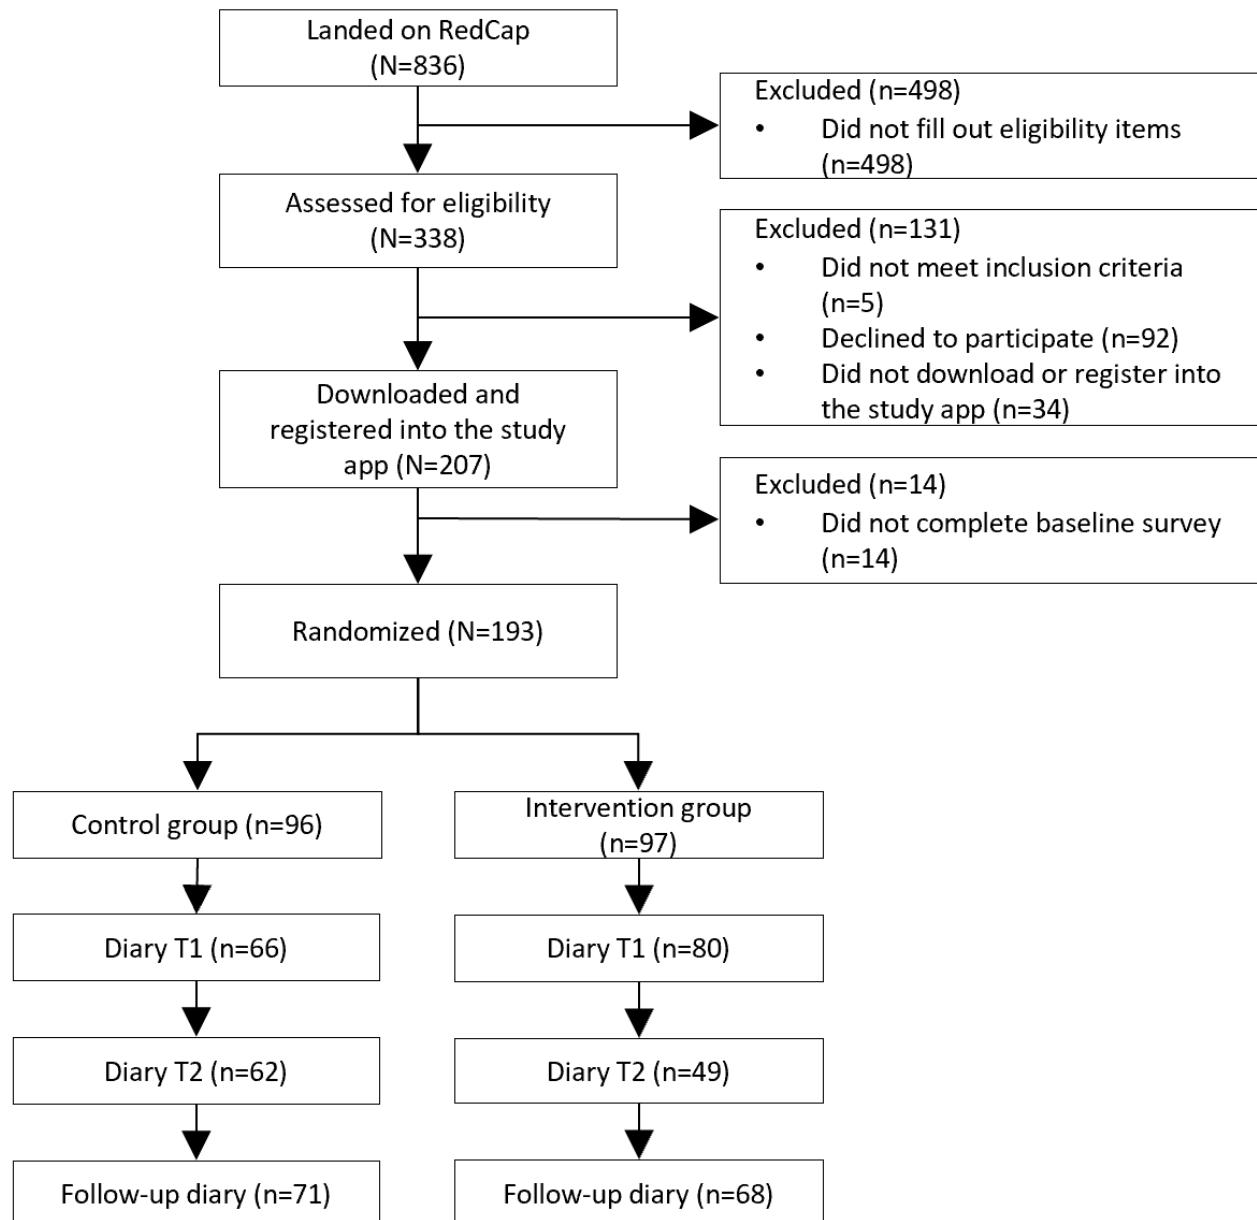 Landed on RedCap
(N=836)
Excluded (n=498)
• Did not fill out eligibility items
(n=498)
Assessed for eligibility
(N=338)
Excluded (n=131)
• Did not meet inclusion criteria
(n=5)
• Declined to participate (n=92)
• Did not download or register into
the study app (n=34)
Downloaded and
registered into the study
app (N=207)
Excluded (n=14)
• Did not complete baseline survey
(n=14)
Randomized (N=193)
Control group (n=96)
Intervention group
(n=97)
Diary T1 (n=66)
Diary T1 (n=80)
Diary T2 (n=62)
Diary T2 (n=49)
Follow-up diary (n=71)
Follow-up diary (n=68)